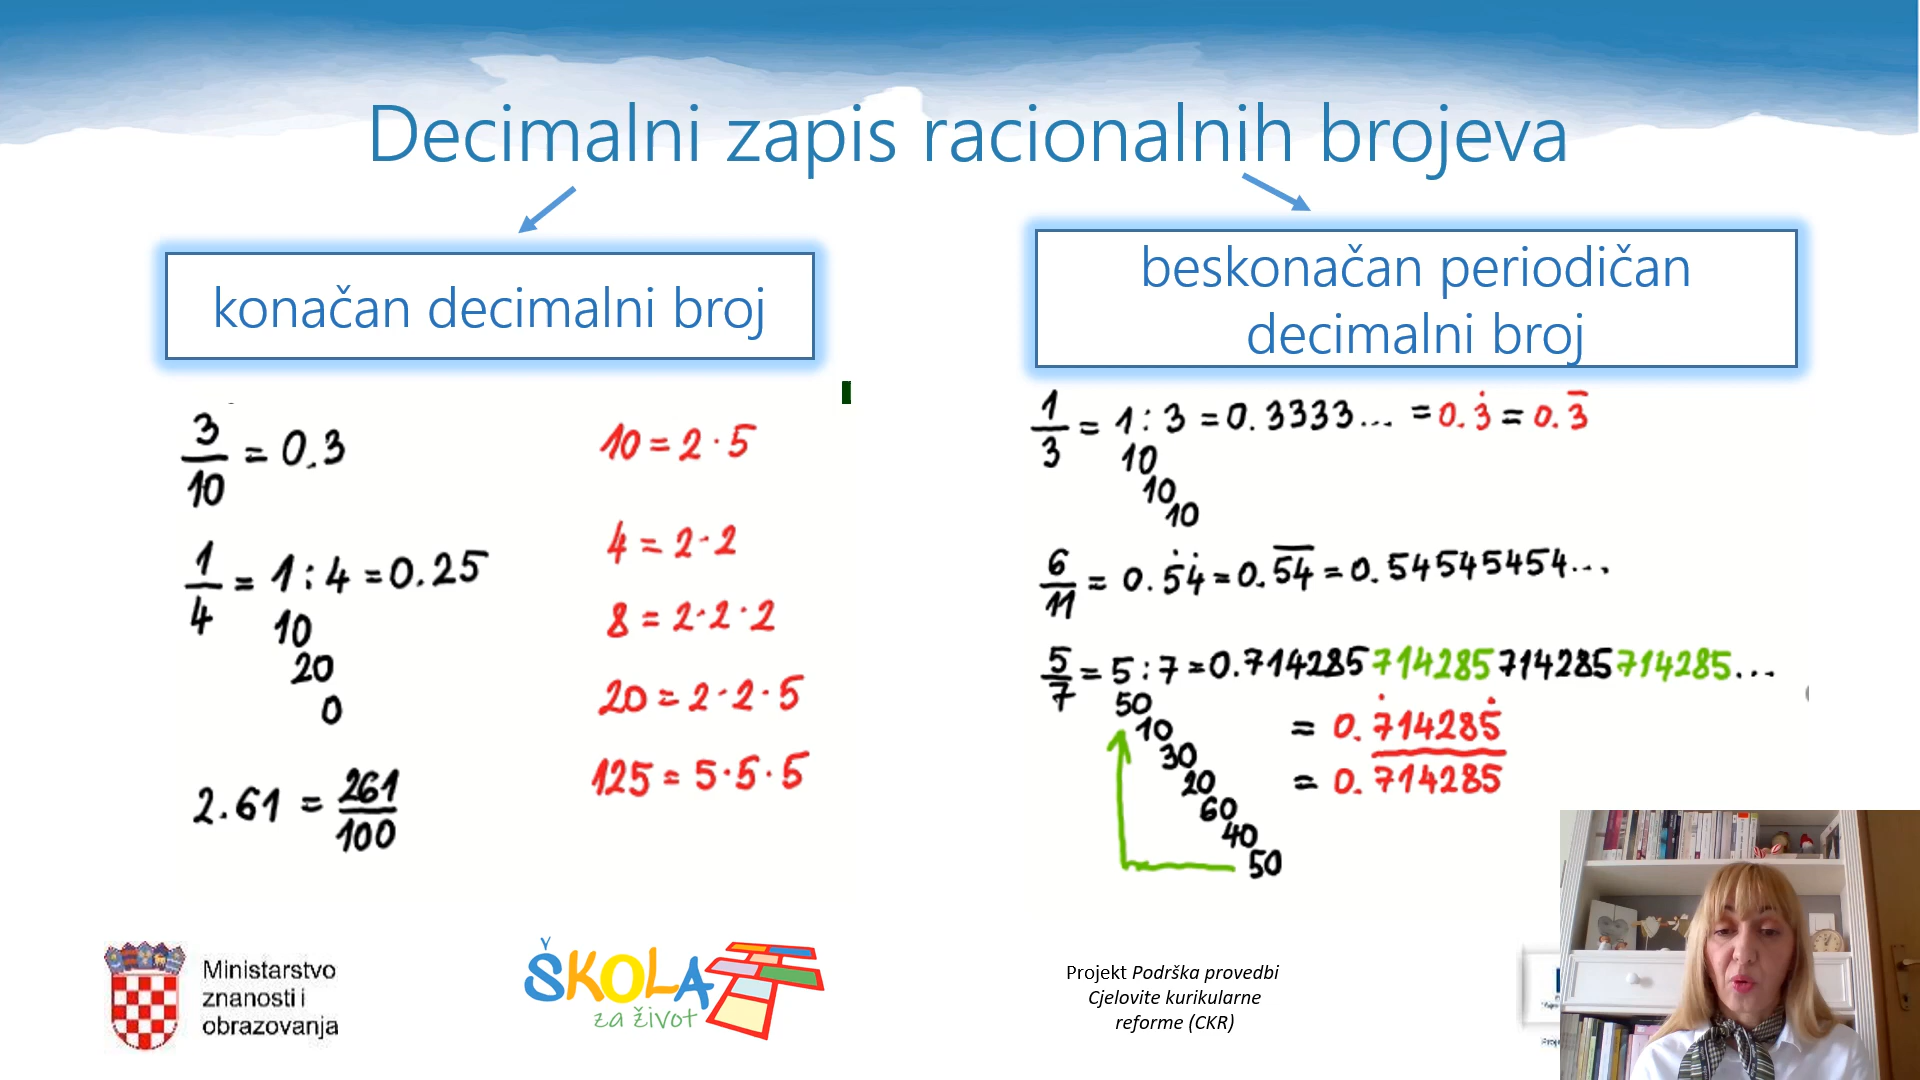 Decimalni zapis racionalnih brojeva
konačan decimalni broj
3/10 = 0.3
1/4 = 1 : 4 = 0.25
10
20
0
2.61 = 261/100
10 = 2 · 5
4 = 2 · 2
8 = 2 · 2 · 2
20 = 2 · 2 · 5
125 = 5 · 5 · 5
beskonačan periodičan
decimalni broj
1/3 = 1 : 3 = 0.3333... = 0.3̇ = 0.3̅
10
10
10
6/11 = 0.5̇4̇ = 0.5̅4̅ = 0.54545454...
5/7 = 5 : 7 = 0.714285714285714285714285...
50
10
30
20
60
40
50
= 0.7̇14285̇
= 0.7̅1̅4̅2̅8̅5̅
Ministarstvo
znanosti i
obrazovanja
ŠKOLA
za život
Projekt Podrška provedbi
Cjelovite kurikularne
reforme (CKR)